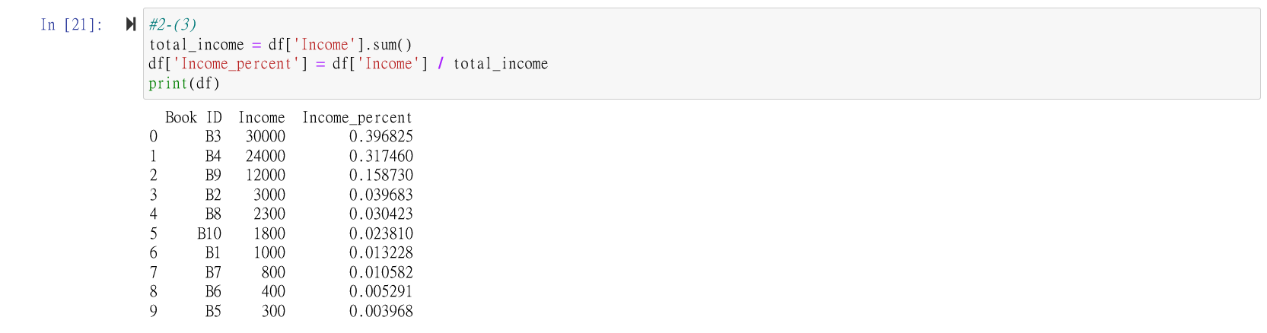 In [21]:
#2-(3)
total_income = df['Income'].sum()
df['Income_percent'] = df['Income'] / total_income
print(df)
Book ID Income Income_percent
0 B3 30000 0.396825
1 B4 24000 0.317460
2 B9 12000 0.158730
3 B2 3000 0.039683
4 B8 2300 0.030423
5 B10 1800 0.023810
6 B1 1000 0.013228
7 B7 800 0.010582
8 B6 400 0.005291
9 B5 300 0.003968